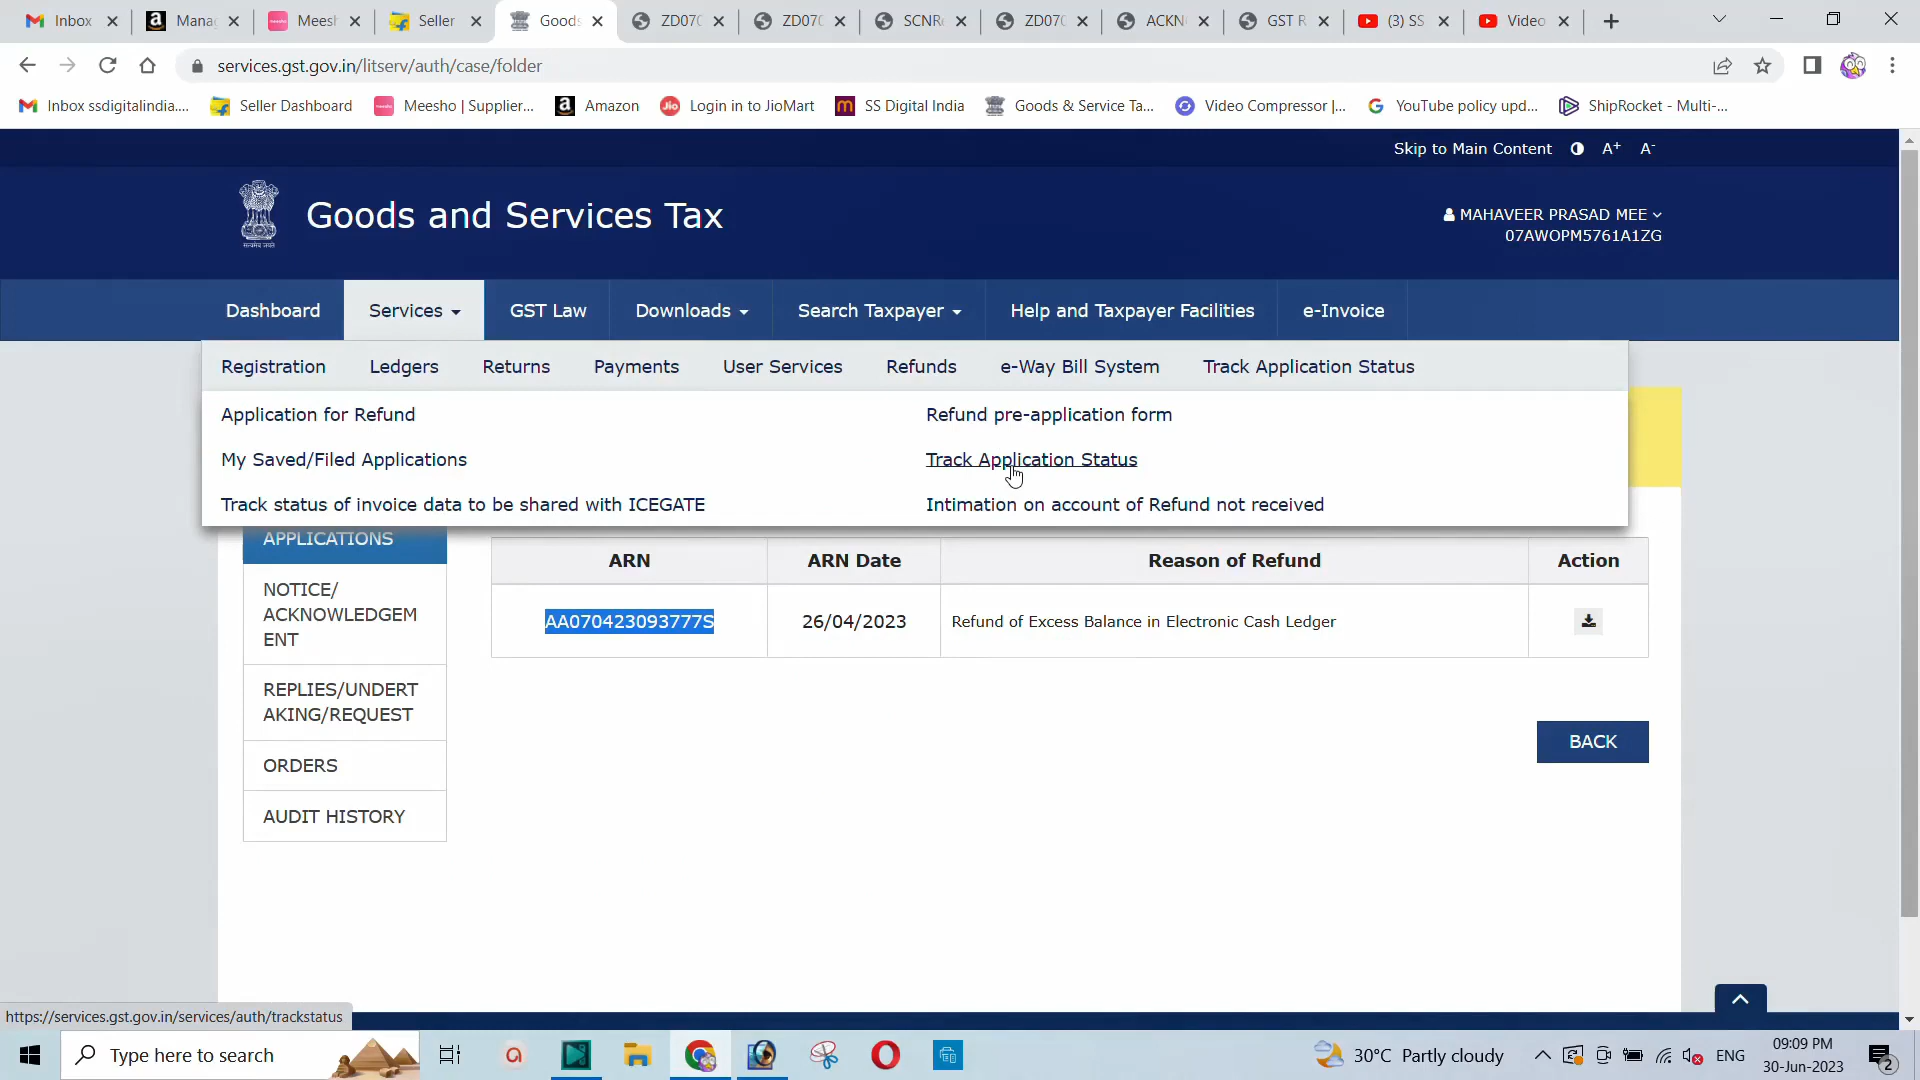 Inbox
Mana
Meesh
Seller
Goods
ZD070
ZD070
SCNR
ZD070
ACKN
GST R
(3) SS
Video
services.gst.gov.in/litserv/auth/case/folder
Inbox ssdigitalindia....
Seller Dashboard
Meesho | Supplier...
Amazon
Login in to JioMart
SS Digital India
Goods & Service Ta...
Video Compressor |...
YouTube policy upd...
ShipRocket - Multi-...
Skip to Main Content
A+
A-
सत्यमेव जयते
Goods and Services Tax
MAHAVEER PRASAD MEE
07AWOPM5761A1ZG
Dashboard
Services
GST Law
Downloads
Search Taxpayer
Help and Taxpayer Facilities
e-Invoice
Registration
Ledgers
Returns
Payments
User Services
Refunds
e-Way Bill System
Track Application Status
Application for Refund
Refund pre-application form
My Saved/Filed Applications
Track Application Status
Track status of invoice data to be shared with ICEGATE
Intimation on account of Refund not received
APPLICATIONS
NOTICE/
ACKNOWLEDGEM
ENT
REPLIES/UNDERT
AKING/REQUEST
ORDERS
AUDIT HISTORY
ARN
ARN Date
Reason of Refund
Action
AA070423093777S
26/04/2023
Refund of Excess Balance in Electronic Cash Ledger
BACK
https://services.gst.gov.in/services/auth/trackstatus
Type here to search
30°C Partly cloudy
ENG
09:09 PM
30-Jun-2023
2